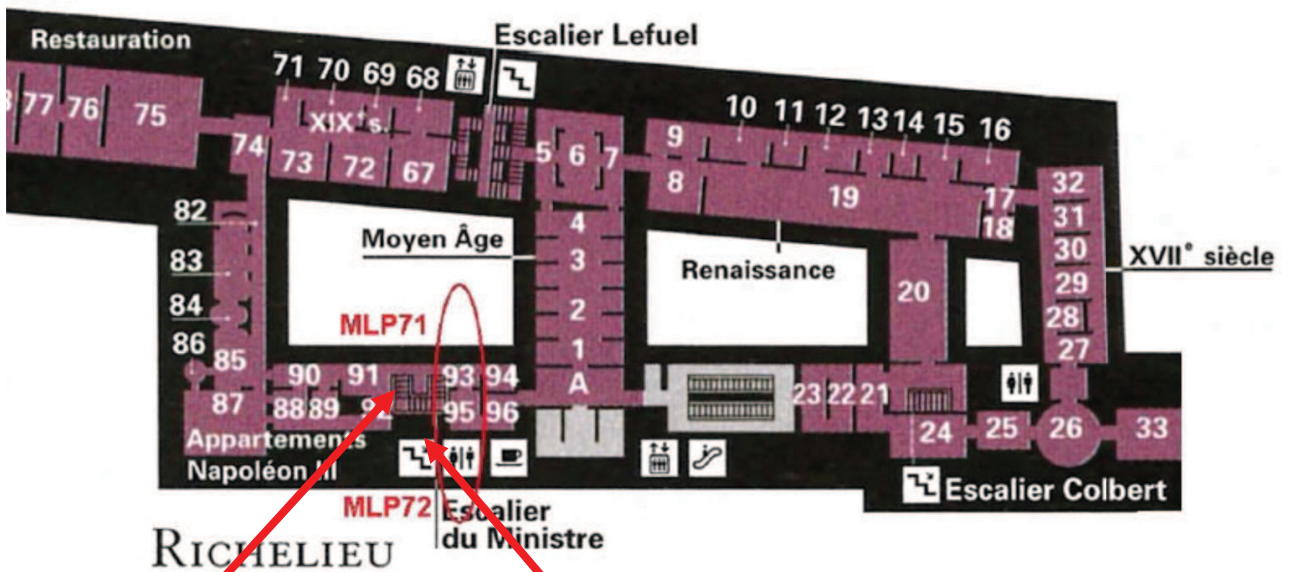 Restauration
Escalier Lefuel
71 70 69 68
77 76 75
XIXe s.
74 73 72 67
5 6 7
9 10 11 12 13 14 15 16
8 19 17 18
32
31
30
29
28
27
82
83
84
86 85
Moyen Âge
4
3
2
1
A
Renaissance
20
XVIIe siècle
MLP71
90 91 93 94
87 88 89 95 96
23 22 21
24 25 26 33
Appartements
Napoléon III
MLP72
Escalier
du Ministre
Escalier Colbert
RICHELIEU